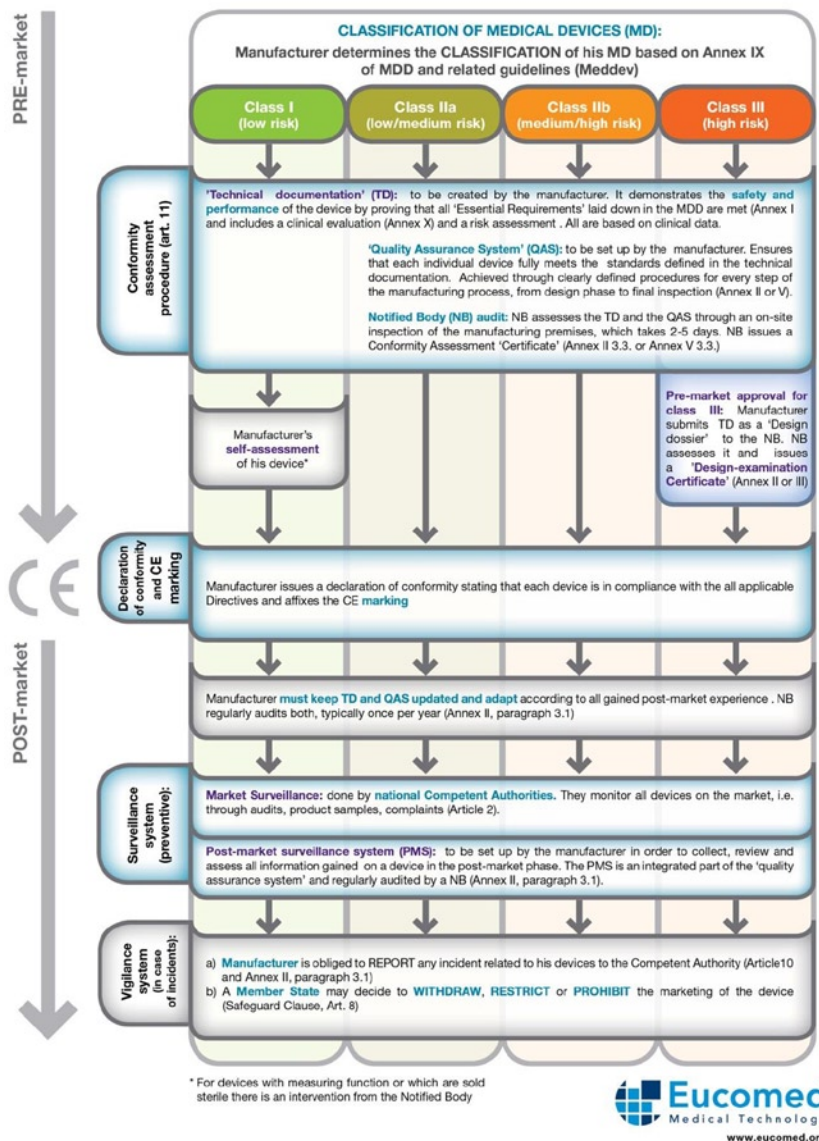 PRE-market
CLASSIFICATION OF MEDICAL DEVICES (MD):
Manufacturer determines the CLASSIFICATION of his MD based on Annex IX
of MDD and related guidelines (Meddev)
Class I
(low risk)
Class IIa
(low/medium risk)
Class IIb
(medium/high risk)
Class III
(high risk)
Conformity
assessment
procedure (art. 11)
'Technical documentation' (TD): to be created by the manufacturer. It demonstrates the safety and
performance of the device by proving that all 'Essential Requirements' laid down in the MDD are met (Annex I
and includes a clinical evaluation (Annex X) and a risk assessment . All are based on clinical data.
'Quality Assurance System' (QAS): to be set up by the manufacturer. Ensures
that each individual device fully meets the standards defined in the technical
documentation. Achieved through clearly defined procedures for every step of
the manufacturing process, from design phase to final inspection (Annex II or V).
Notified Body (NB) audit: NB assesses the TD and the QAS through an on-site
inspection of the manufacturing premises, which takes 2-5 days. NB issues a
Conformity Assessment 'Certificate' (Annex II 3.3. or Annex V 3.3.)
Manufacturer's
self-assessment
of his device*
Pre-market approval for
class III: Manufacturer
submits TD as a 'Design
dossier' to the NB. NB
assesses it and issues
a 'Design-examination
Certificate' (Annex II or III)
CE
Declaration
of conformity
and CE
marking
Manufacturer issues a declaration of conformity stating that each device is in compliance with the all applicable
Directives and affixes the CE marking
POST-market
Manufacturer must keep TD and QAS updated and adapt according to all gained post-market experience . NB
regularly audits both, typically once per year (Annex II, paragraph 3.1)
Surveillance
system
(preventive):
Market Surveillance: done by national Competent Authorities. They monitor all devices on the market, i.e.
through audits, product samples, complaints (Article 2).
Post-market surveillance system (PMS): to be set up by the manufacturer in order to collect, review and
assess all information gained on a device in the post-market phase. The PMS is an integrated part of the 'quality
assurance system' and regularly audited by a NB (Annex II, paragraph 3.1).
Vigilance
system
(in case
of incidents):
a) Manufacturer is obliged to REPORT any incident related to his devices to the Competent Authority (Article10
and Annex II, paragraph 3.1)
b) A Member State may decide to WITHDRAW, RESTRICT or PROHIBIT the marketing of the device
(Safeguard Clause, Art. 8)
* For devices with measuring function or which are sold
sterile there is an intervention from the Notified Body
Eucomed
Medical Technolog
www.eucomed.or